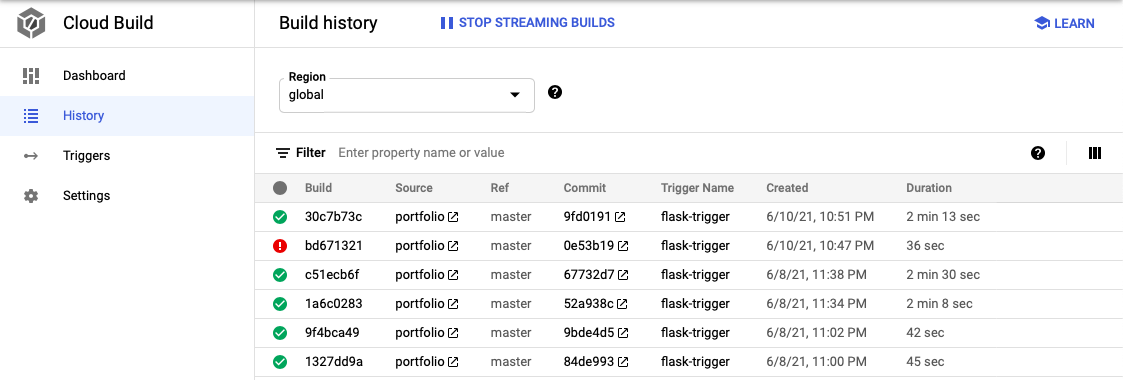 Cloud Build
Build history
STOP STREAMING BUILDS
LEARN
Dashboard
History
Triggers
Settings
Region
global
Filter Enter property name or value
Build Source Ref Commit Trigger Name Created Duration
30c7b73c portfolio master 9fd0191 flask-trigger 6/10/21, 10:51 PM 2 min 13 sec
bd671321 portfolio master 0e53b19 flask-trigger 6/10/21, 10:47 PM 36 sec
c51ecb6f portfolio master 67732d7 flask-trigger 6/8/21, 11:38 PM 2 min 30 sec
1a6c0283 portfolio master 52a938c flask-trigger 6/8/21, 11:34 PM 2 min 8 sec
9f4bca49 portfolio master 9bde4d5 flask-trigger 6/8/21, 11:02 PM 42 sec
1327dd9a portfolio master 84de993 flask-trigger 6/8/21, 11:00 PM 45 sec